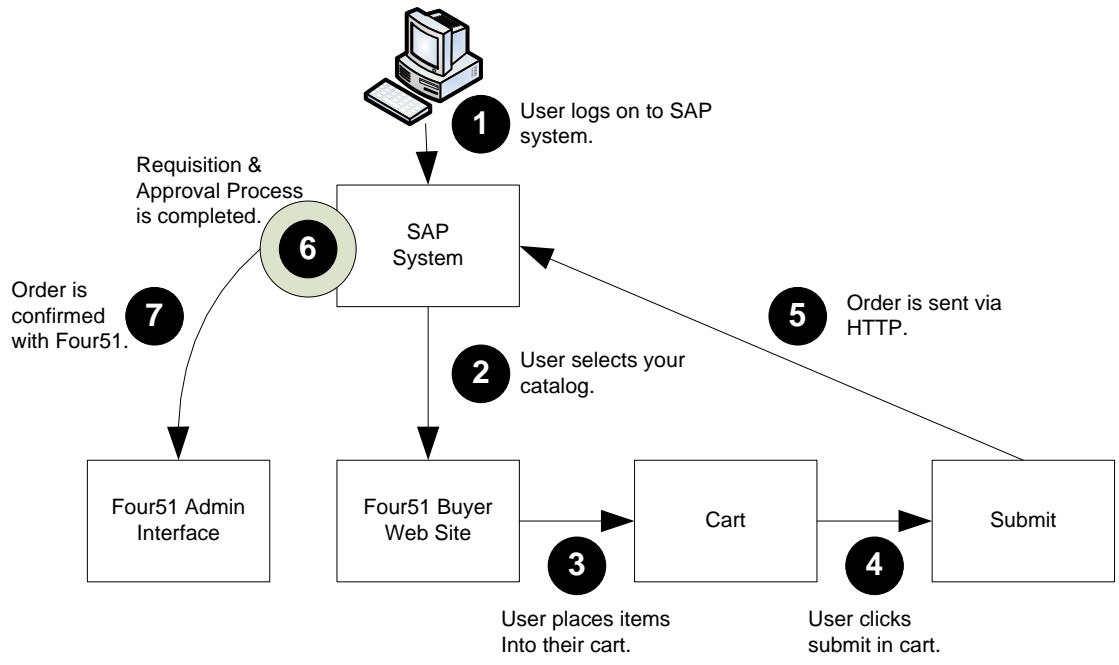 1
User logs on to SAP
system.
Requisition &
Approval Process
is completed.
6
SAP
System
Order is
confirmed
with Four51.
7
5
Order is sent via
HTTP.
2
User selects your
catalog.
Four51 Admin
Interface
Four51 Buyer
Web Site
Cart
Submit
3
User places items
Into their cart.
4
User clicks
submit in cart.